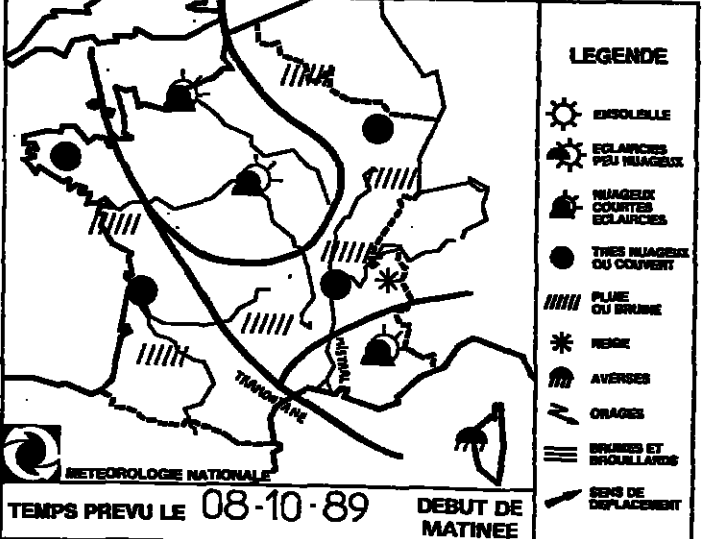 LEGENDE
ENSOLEILLE
ECLAIRCIES
PEU NUAGEUX
NUAGEUX
COURTES
ECLAIRCIES
TRES NUAGEUX
OU COUVERT
PLUIE
OU BRUINE
NEIGE
AVERSES
ORAGES
BRUMES ET
BROUILLARDS
SENS DE
DEPLACEMENT
MISTRAL
TRAMONTANE
METEOROLOGIE NATIONALE
TEMPS PREVU LE 08-10-89 DEBUT DE
MATINEE